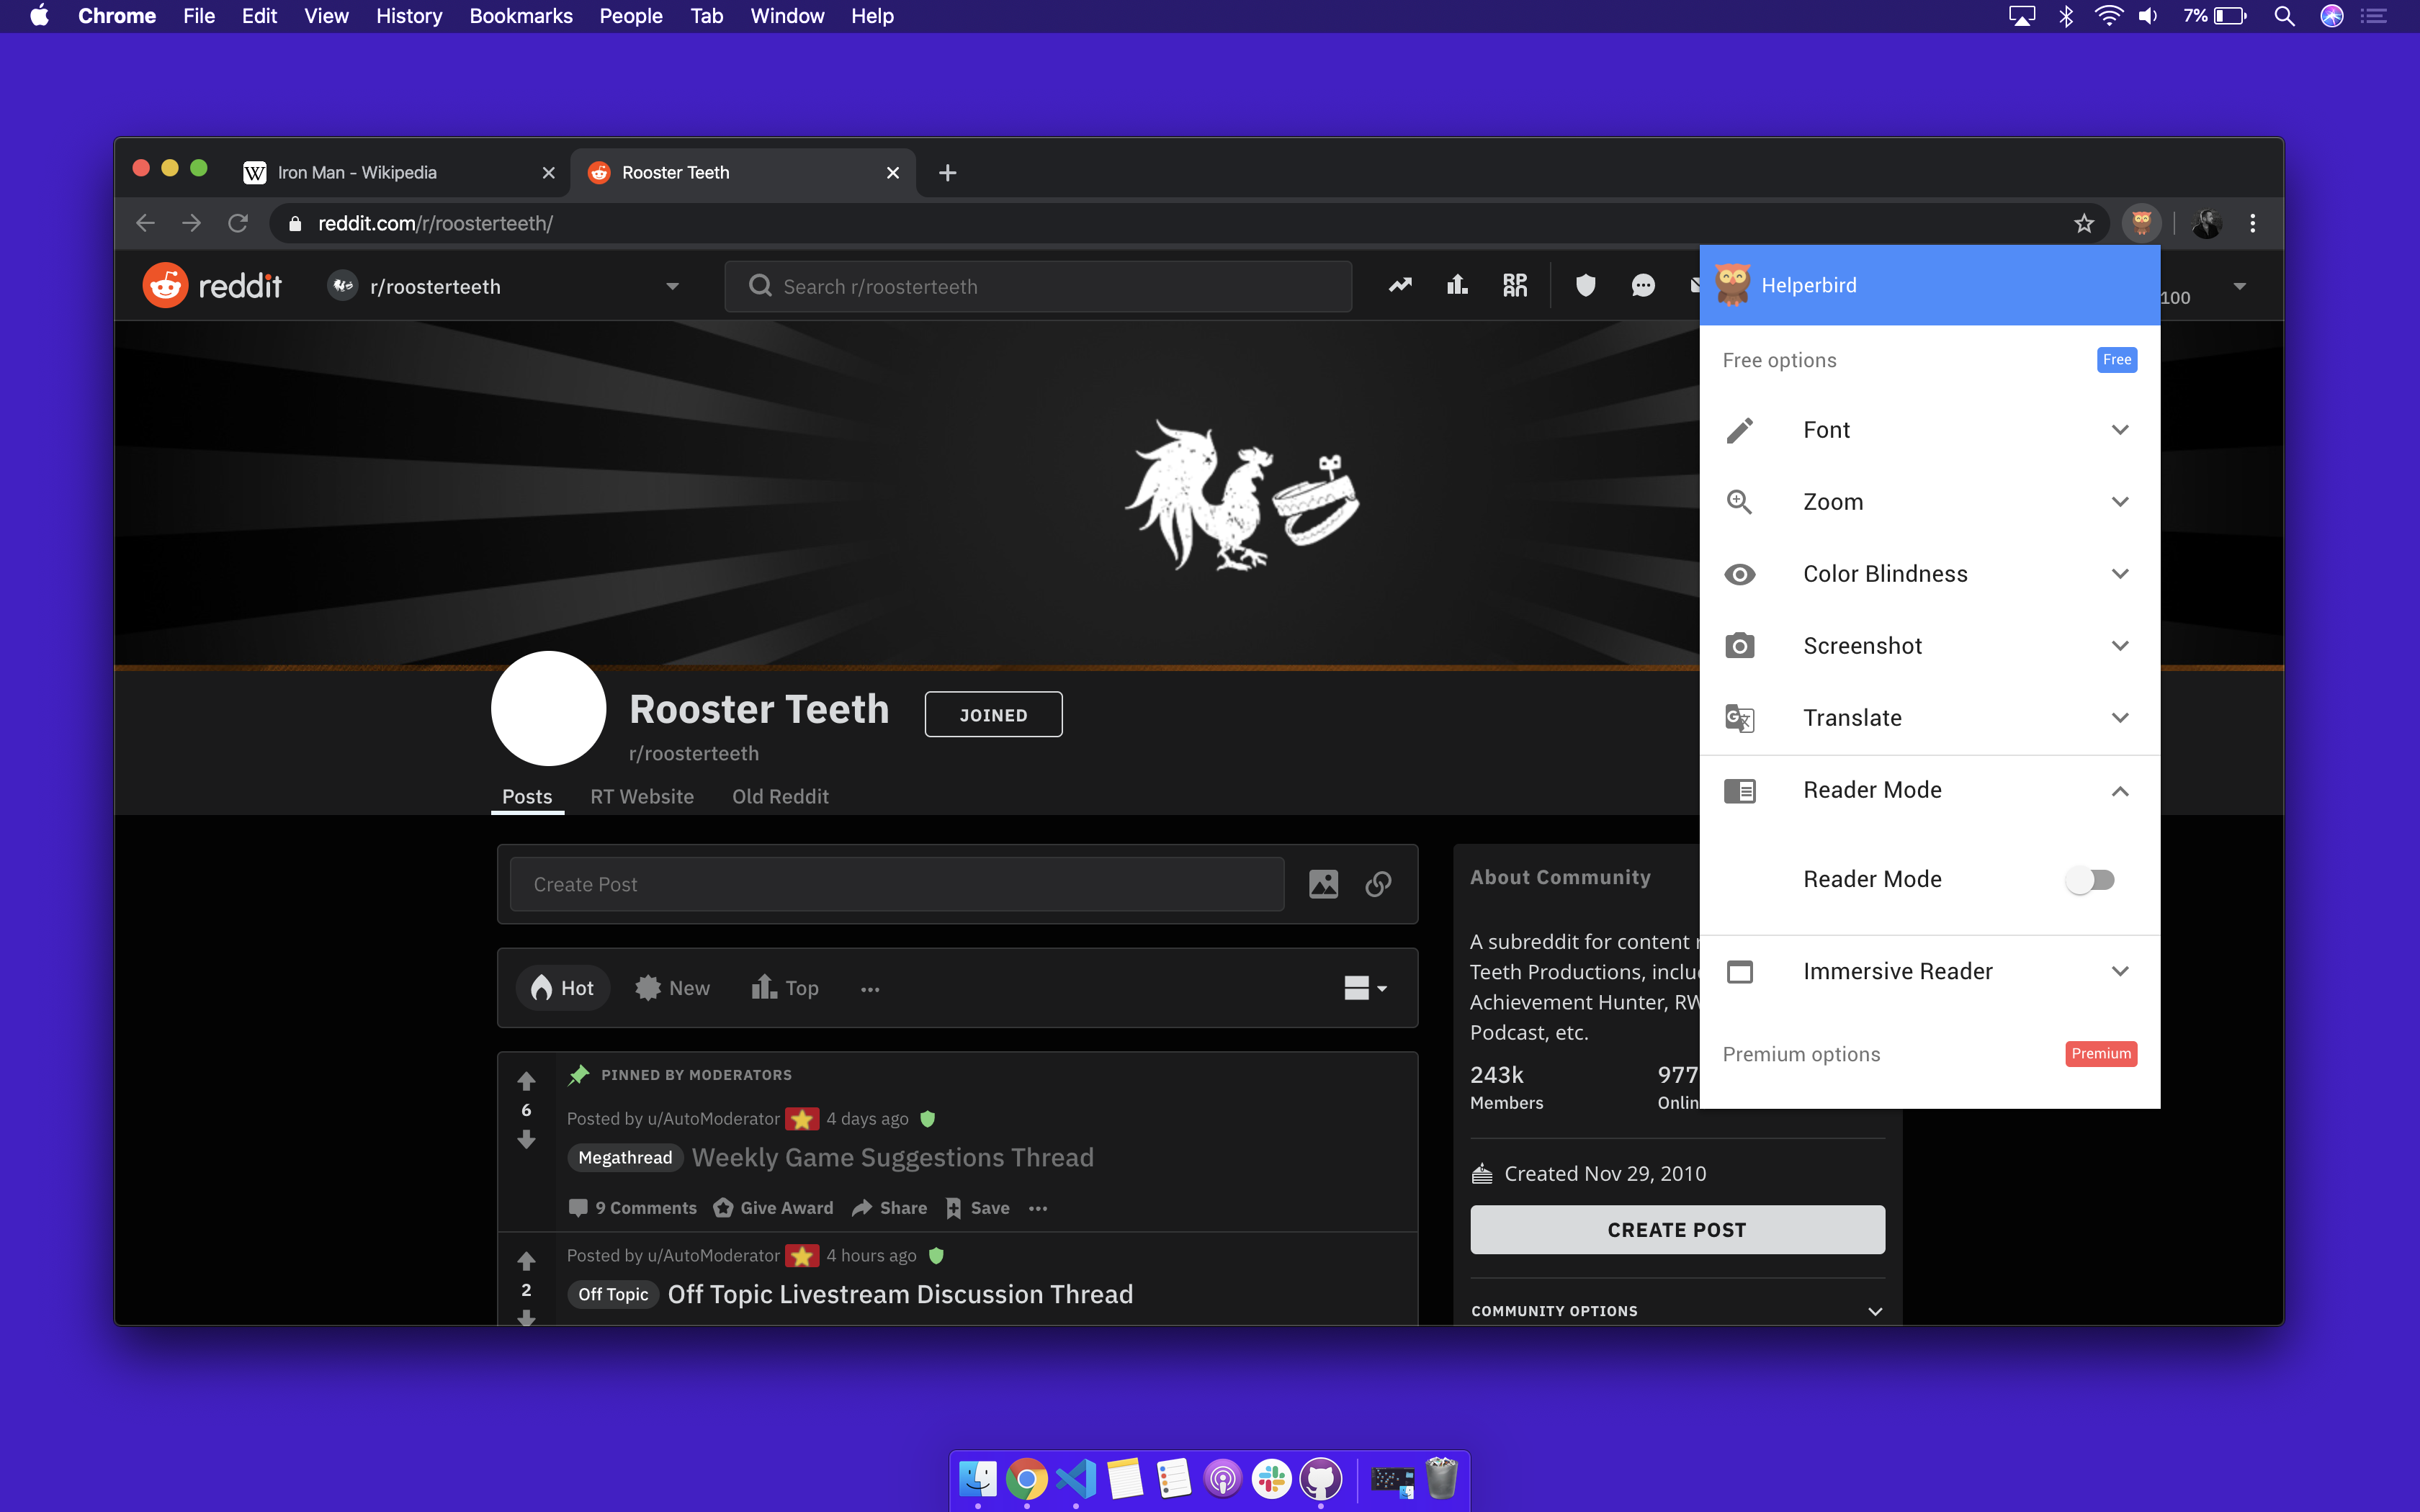 Chrome File Edit View History Bookmarks People Tab Window Help 7%
Iron Man - Wikipedia
Rooster Teeth
reddit.com/r/roosterteeth/
reddit r/roosterteeth
Search r/roosterteeth
RPAN
100
Helperbird
Free options Free
Font
Zoom
Color Blindness
Screenshot
Translate
Reader Mode
Reader Mode
Immersive Reader
Premium options Premium
Rooster Teeth
JOINED
r/roosterteeth
Posts RT Website Old Reddit
Create Post
Hot New Top
PINNED BY MODERATORS
6
Posted by u/AutoModerator 4 days ago
Megathread Weekly Game Suggestions Thread
9 Comments Give Award Share Save
Posted by u/AutoModerator 4 hours ago
2
Off Topic Off Topic Livestream Discussion Thread
About Community
A subreddit for content
Teeth Productions, inclu
Achievement Hunter, RW
Podcast, etc.
243k 977
Members Onlin
Created Nov 29, 2010
CREATE POST
COMMUNITY OPTIONS